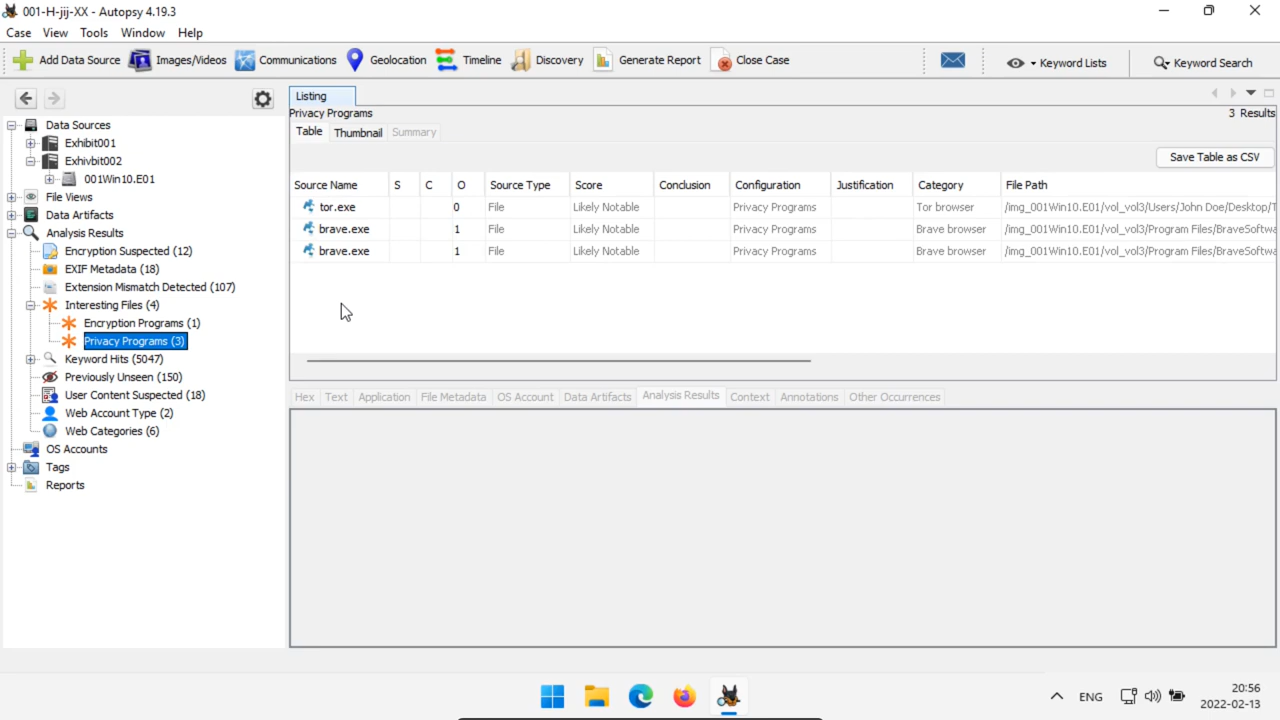 001-H-jij-XX - Autopsy 4.19.3
Case View Tools Window Help
Add Data Source Images/Videos Communications Geolocation Timeline Discovery Generate Report Close Case Keyword Lists Keyword Search
Data Sources
Exhibit001
Exhivbit002
001Win10.E01
File Views
Data Artifacts
Analysis Results
Encryption Suspected (12)
EXIF Metadata (18)
Extension Mismatch Detected (107)
Interesting Files (4)
Encryption Programs (1)
Privacy Programs (3)
Keyword Hits (5047)
Previously Unseen (150)
User Content Suspected (18)
Web Account Type (2)
Web Categories (6)
OS Accounts
Tags
Reports
Listing
Privacy Programs 3 Results
Table Thumbnail Summary
Save Table as CSV
Source Name S C O Source Type Score Conclusion Configuration Justification Category File Path
tor.exe 0 File Likely Notable Privacy Programs Tor browser /img_001Win10.E01/vol_vol3/Users/John Doe/Desktop/T
brave.exe 1 File Likely Notable Privacy Programs Brave browser /img_001Win10.E01/vol_vol3/Program Files/BraveSoftwa
brave.exe 1 File Likely Notable Privacy Programs Brave browser /img_001Win10.E01/vol_vol3/Program Files/BraveSoftwa
Hex Text Application File Metadata OS Account Data Artifacts Analysis Results Context Annotations Other Occurrences
ENG 20:56
2022-02-13